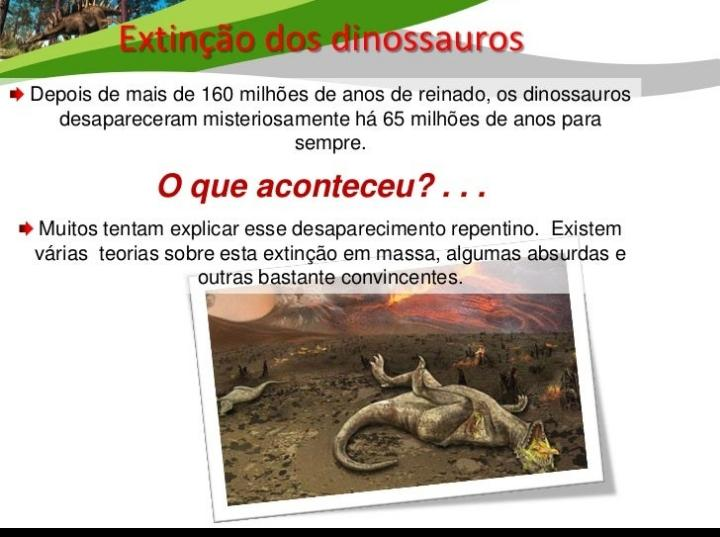 Extinção dos dinossauros
Depois de mais de 160 milhões de anos de reinado, os dinossauros
desapareceram misteriosamente há 65 milhões de anos para
sempre.
O que aconteceu? . . .
Muitos tentam explicar esse desaparecimento repentino.  Existem
várias  teorias sobre esta extinção em massa, algumas absurdas e
outras bastante convincentes.